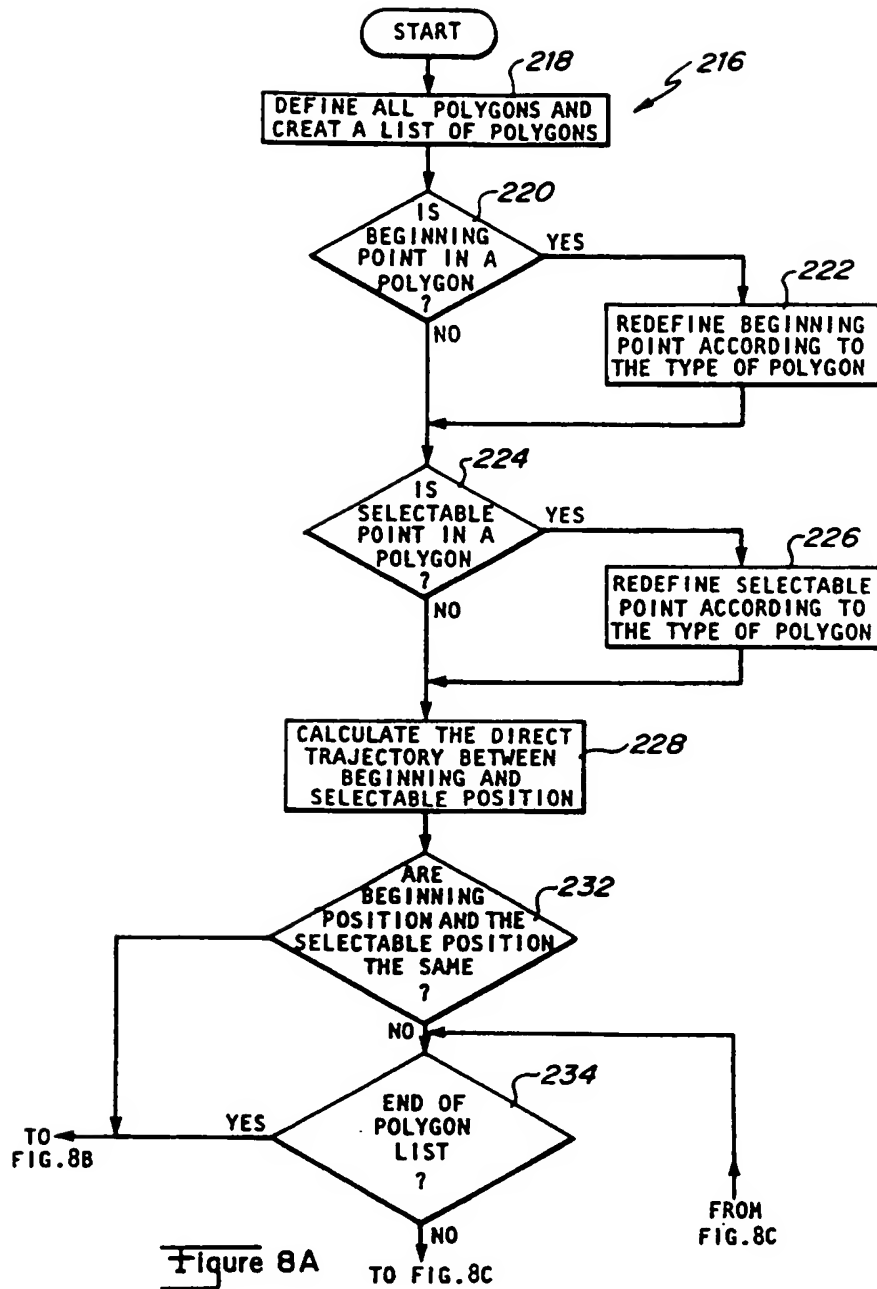 START
218
216
DEFINE ALL POLYGONS AND
CREAT A LIST OF POLYGONS
220
IS
BEGINNING
POINT IN A
POLYGON
?
YES
NO
222
REDEFINE BEGINNING
POINT ACCORDING TO
THE TYPE OF POLYGON
224
IS
SELECTABLE
POINT IN A
POLYGON
?
YES
NO
226
REDEFINE SELECTABLE
POINT ACCORDING TO
THE TYPE OF POLYGON
CALCULATE THE DIRECT
TRAJECTORY BETWEEN
BEGINNING AND
SELECTABLE POSITION
228
ARE
BEGINNING
POSITION AND THE
SELECTABLE POSITION
THE SAME
?
232
NO
234
END OF
POLYGON
LIST
?
YES
TO
FIG.8B
NO
TO FIG.8C
FROM
FIG.8C
Figure 8A